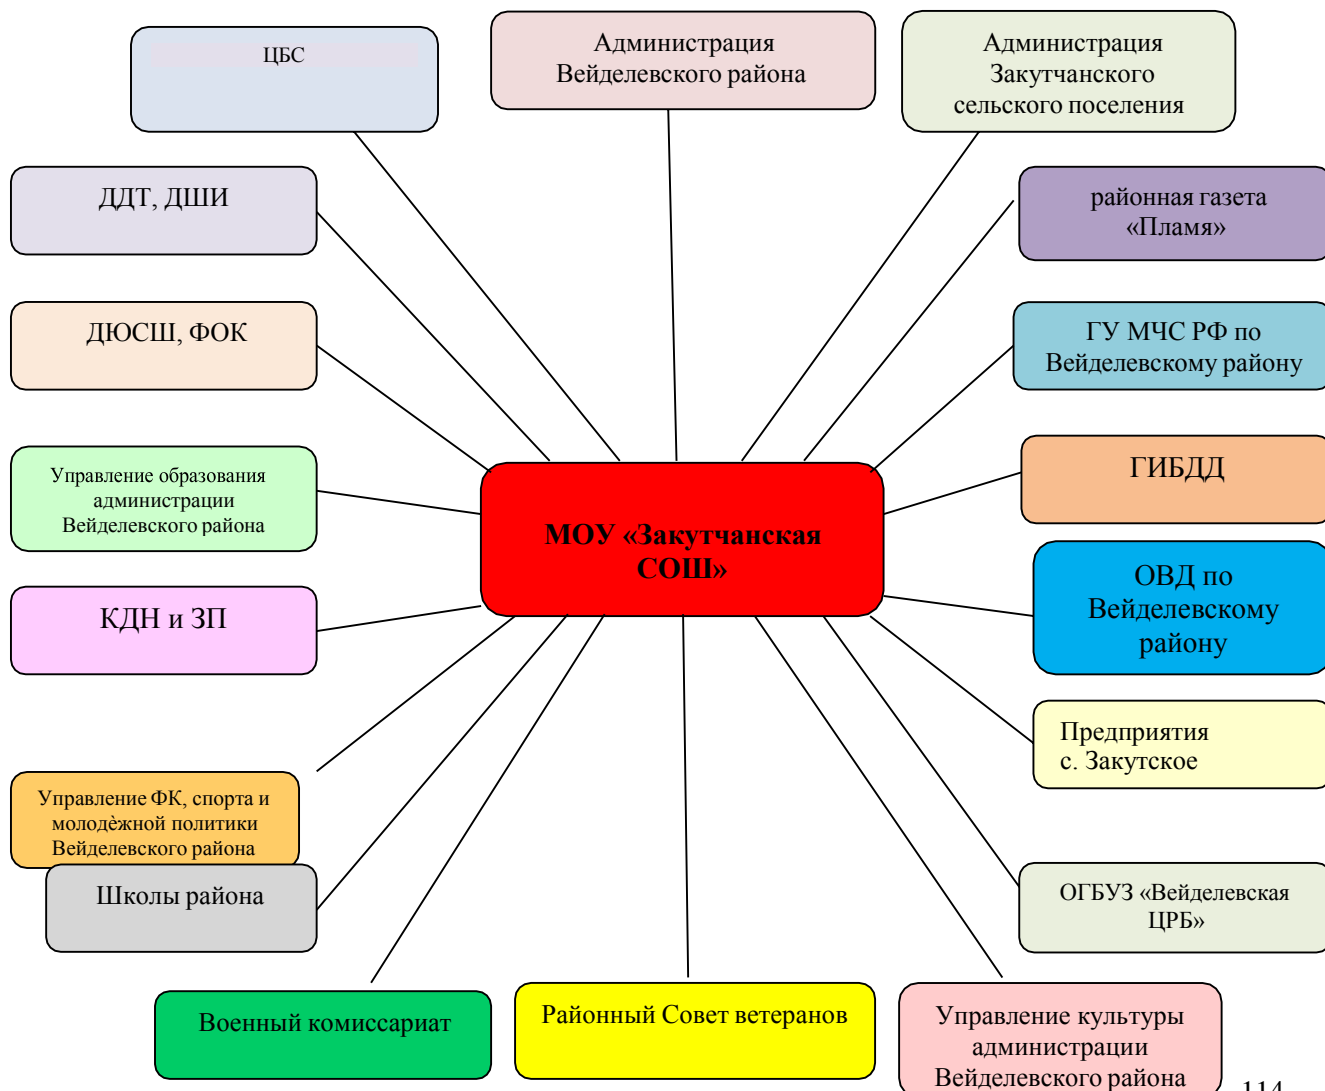 ЦБС
Администрация
Вейделевского района
Администрация
Закутчанского
сельского поселения
ДДТ, ДШИ
районная газета
«Пламя»
ДЮСШ, ФОК
ГУ МЧС РФ по
Вейделевскому району
Управление образования
администрации
Вейделевского района
МОУ «Закутчанская
СОШ»
ГИБДД
ОВД по
Вейделевскому
району
КДН и ЗП
Предприятия
с. Закутское
Управление ФК, спорта и
молодѐжной политики
Вейделевского района
Школы района
ОГБУЗ «Вейделевская
ЦРБ»
Военный комиссариат
Районный Совет ветеранов
Управление культуры
администрации
Вейделевского района
114